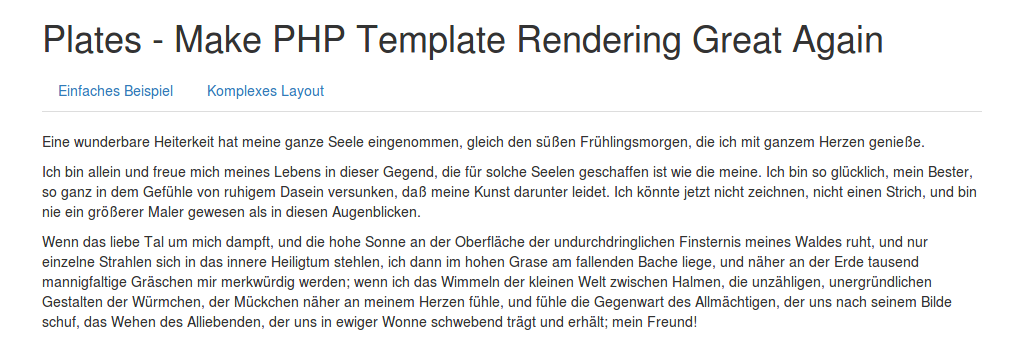 Plates - Make PHP Template Rendering Great Again
Einfaches Beispiel Komplexes Layout
Eine wunderbare Heiterkeit hat meine ganze Seele eingenommen, gleich den süßen Frühlingsmorgen, die ich mit ganzem Herzen genieße.
Ich bin allein und freue mich meines Lebens in dieser Gegend, die für solche Seelen geschaffen ist wie die meine. Ich bin so glücklich, mein Bester,
so ganz in dem Gefühle von ruhigem Dasein versunken, daß meine Kunst darunter leidet. Ich könnte jetzt nicht zeichnen, nicht einen Strich, und bin
nie ein größerer Maler gewesen als in diesen Augenblicken.
Wenn das liebe Tal um mich dampft, und die hohe Sonne an der Oberfläche der undurchdringlichen Finsternis meines Waldes ruht, und nur
einzelne Strahlen sich in das innere Heiligtum stehlen, ich dann im hohen Grase am fallenden Bache liege, und näher an der Erde tausend
mannigfaltige Gräschen mir merkwürdig werden; wenn ich das Wimmeln der kleinen Welt zwischen Halmen, die unzähligen, unergründlichen
Gestalten der Würmchen, der Mückchen näher an meinem Herzen fühle, und fühle die Gegenwart des Allmächtigen, der uns nach seinem Bilde
schuf, das Wehen des Alliebenden, der uns in ewiger Wonne schwebend trägt und erhält; mein Freund!